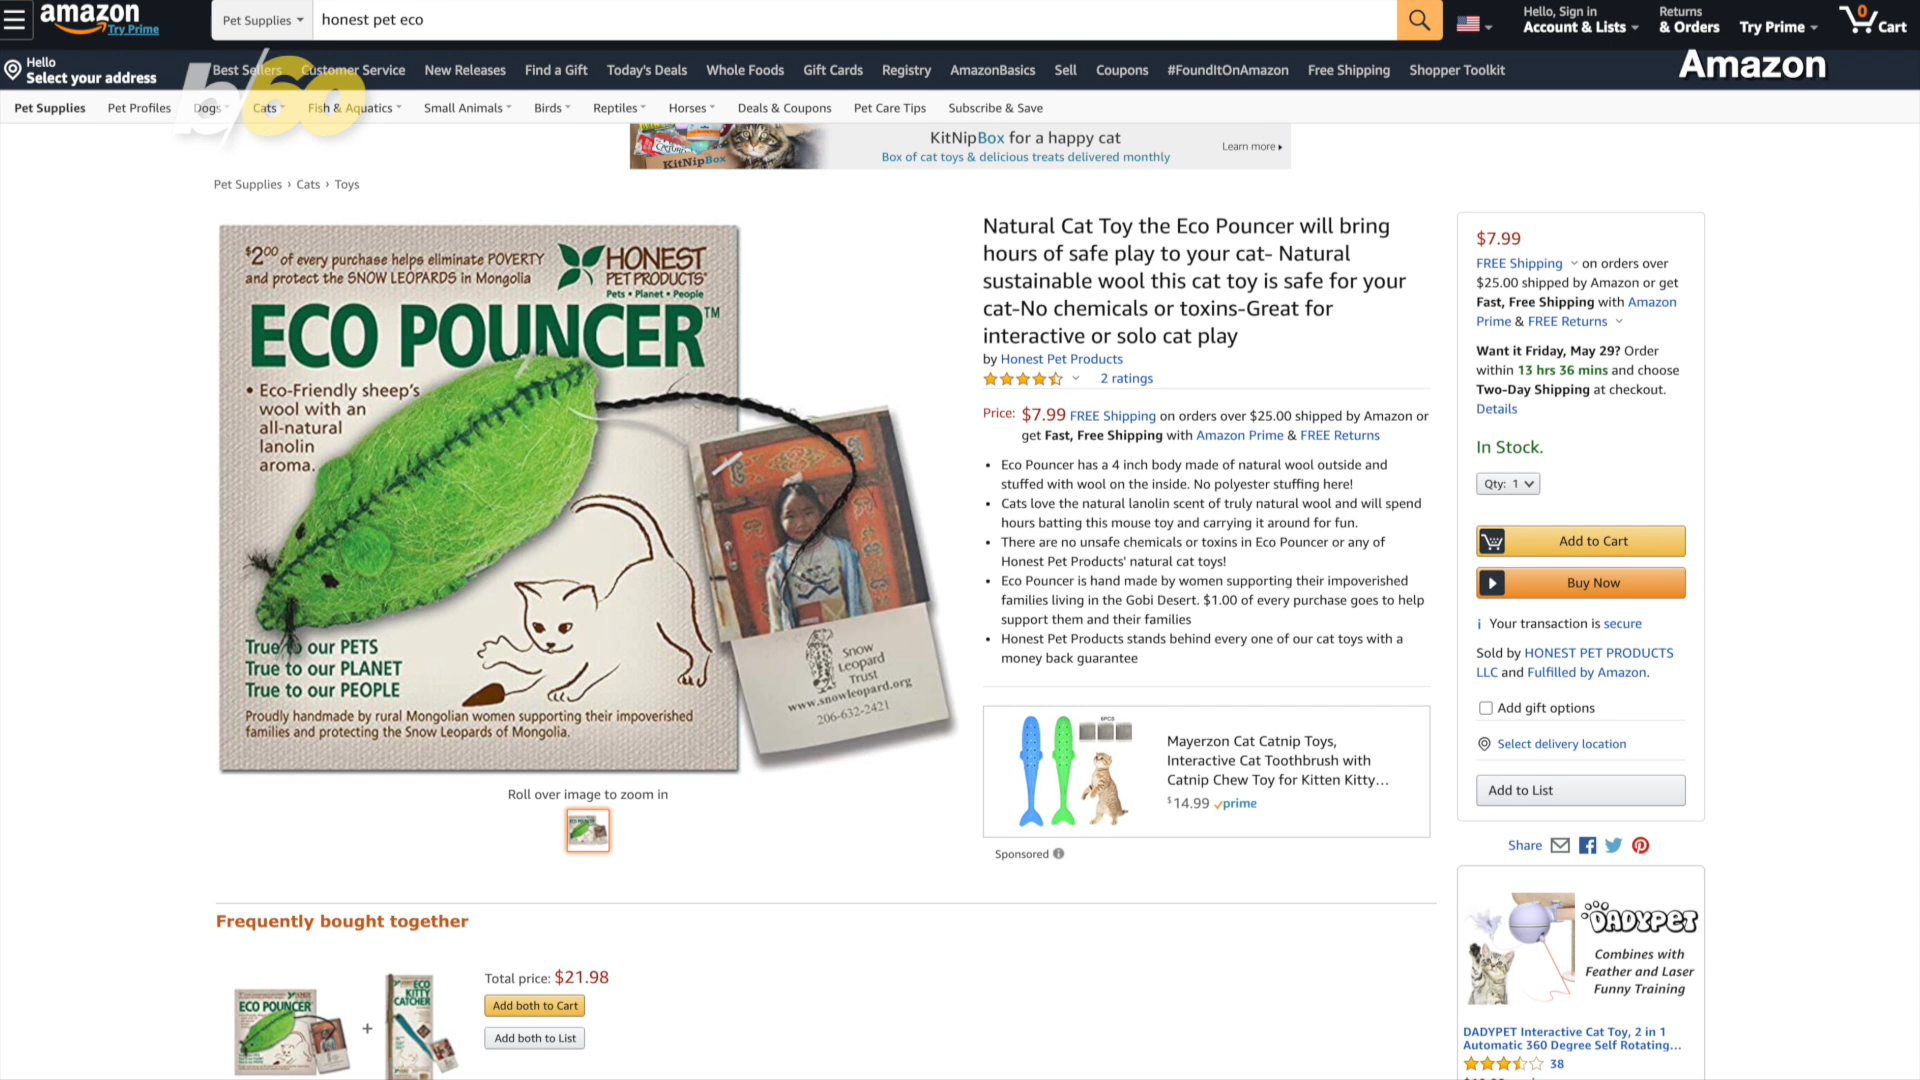 amazon
Try Prime
Pet Supplies
honest pet eco
Hello, Sign in
Account & Lists
Returns
& Orders
Try Prime
0
Cart
Hello
Select your address
Best Sellers
Customer Service
New Releases
Find a Gift
Today's Deals
Whole Foods
Gift Cards
Registry
AmazonBasics
Sell
Coupons
#FoundItOnAmazon
Free Shipping
Shopper Toolkit
Amazon
b/60
Pet Supplies
Pet Profiles
Dogs
Cats
Fish & Aquatics
Small Animals
Birds
Reptiles
Horses
Deals & Coupons
Pet Care Tips
Subscribe & Save
KitNipBox
KitNipBox for a happy cat
Box of cat toys & delicious treats delivered monthly
Learn more
Pet Supplies › Cats › Toys
$2.00 of every purchase helps eliminate POVERTY
and protect the SNOW LEOPARDS in Mongolia
HONEST
PET PRODUCTS
Pets • Planet • People
ECO POUNCER™
• Eco-Friendly sheep's
wool with an
all-natural
lanolin
aroma.
True to our PETS
True to our PLANET
True to our PEOPLE
Proudly handmade by rural Mongolian women supporting their impoverished
families and protecting the Snow Leopards of Mongolia.
Snow
Leopard
Trust
www.snowleopard.org
206-632-2421
Roll over image to zoom in
Natural Cat Toy the Eco Pouncer will bring
hours of safe play to your cat- Natural
sustainable wool this cat toy is safe for your
cat-No chemicals or toxins-Great for
interactive or solo cat play
by Honest Pet Products
2 ratings
Price: $7.99 FREE Shipping on orders over $25.00 shipped by Amazon or
get Fast, Free Shipping with Amazon Prime & FREE Returns
• Eco Pouncer has a 4 inch body made of natural wool outside and
stuffed with wool on the inside. No polyester stuffing here!
• Cats love the natural lanolin scent of truly natural wool and will spend
hours batting this mouse toy and carrying it around for fun.
• There are no unsafe chemicals or toxins in Eco Pouncer or any of
Honest Pet Products' natural cat toys!
• Eco Pouncer is hand made by women supporting their impoverished
families living in the Gobi Desert. $1.00 of every purchase goes to help
support them and their families
• Honest Pet Products stands behind every one of our cat toys with a
money back guarantee
6PCS
Mayerzon Cat Catnip Toys,
Interactive Cat Toothbrush with
Catnip Chew Toy for Kitten Kitty…
$14.99 prime
Sponsored
$7.99
FREE Shipping on orders over
$25.00 shipped by Amazon or get
Fast, Free Shipping with Amazon
Prime & FREE Returns
Want it Friday, May 29? Order
within 13 hrs 36 mins and choose
Two-Day Shipping at checkout.
Details
In Stock.
Qty: 1
Add to Cart
Buy Now
Your transaction is secure
Sold by HONEST PET PRODUCTS
LLC and Fulfilled by Amazon.
Add gift options
Select delivery location
Add to List
Share
DADYPET
Combines with
Feather and Laser
Funny Training
DADYPET Interactive Cat Toy, 2 in 1
Automatic 360 Degree Self Rotating…
38
Frequently bought together
ECO POUNCER
+
ECO
KITTY
CATCHER
Total price: $21.98
Add both to Cart
Add both to List